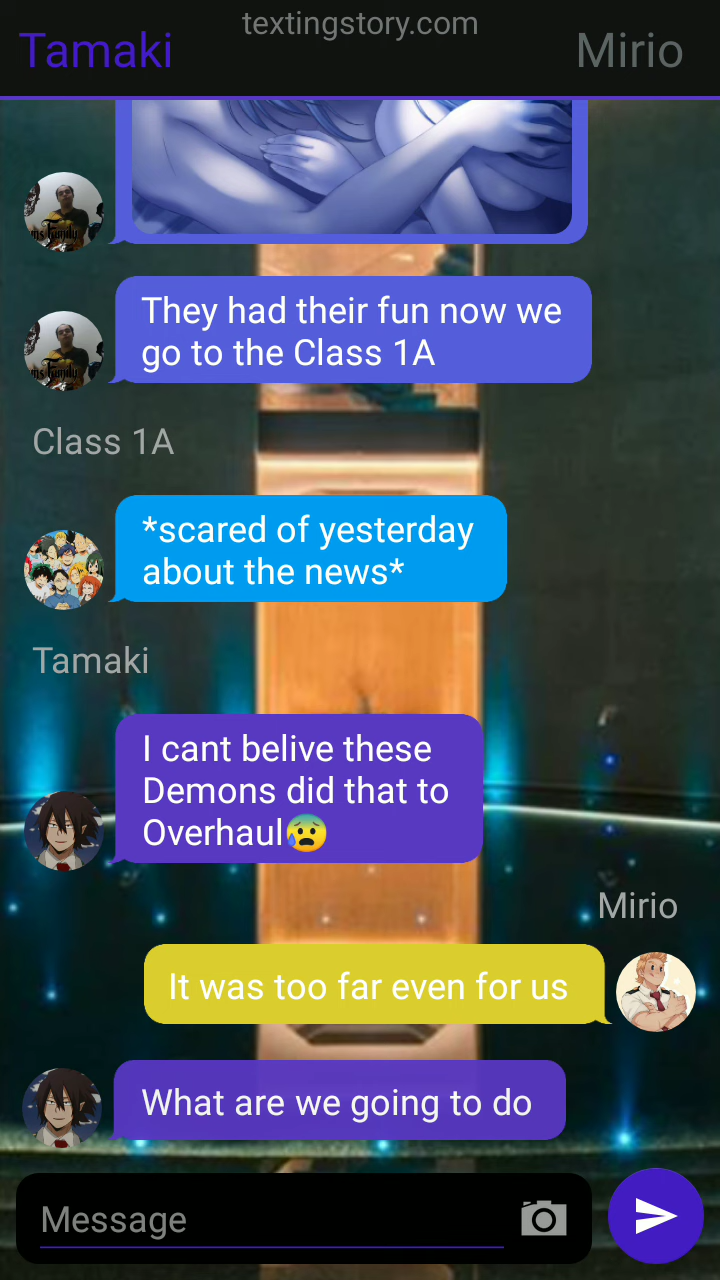 textingstory.com
Tamaki
Mirio
They had their fun now we
go to the Class 1A
Class 1A
*scared of yesterday
about the news*
Tamaki
I cant belive these
Demons did that to
Overhaul😰
Mirio
It was too far even for us
What are we going to do
Message